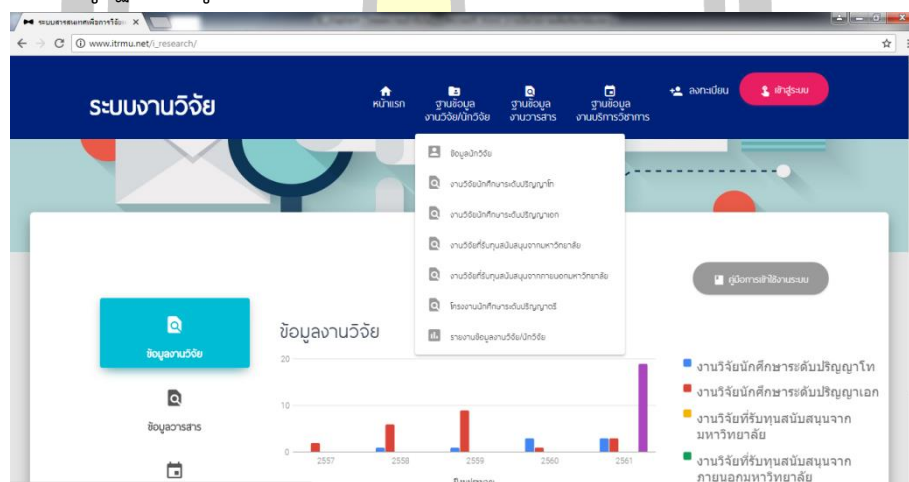 ระบบสารสนเทศเพื่อการวิจัย
www.itrmu.net/i_research/
ระบบงานวิจัย
หน้าแรก
ฐานข้อมูล
งานวิจัย/นักวิจัย
ฐานข้อมูล
งานวารสาร
ฐานข้อมูล
งานบริการวิชาการ
ลงทะเบียน
เข้าสู่ระบบ
ข้อมูลนักวิจัย
งานวิจัยนักศึกษาระดับปริญญาโท
งานวิจัยนักศึกษาระดับปริญญาเอก
งานวิจัยที่รับทุนสนับสนุนจากมหาวิทยาลัย
งานวิจัยที่รับทุนสนับสนุนจากภายนอกมหาวิทยาลัย
โครงงานนักศึกษาระดับปริญญาตรี
รายงานข้อมูลงานวิจัย/นักวิจัย
คู่มือการเข้าใช้งานระบบ
ข้อมูลงานวิจัย
ข้อมูลวารสาร
ข้อมูลงานวิจัย
20
10
0
2557
2558
2559
2560
2561
งานวิจัยนักศึกษาระดับปริญญาโท
งานวิจัยนักศึกษาระดับปริญญาเอก
งานวิจัยที่รับทุนสนับสนุนจาก
มหาวิทยาลัย
งานวิจัยที่รับทุนสนับสนุนจาก
ภายนอกมหาวิทยาลัย